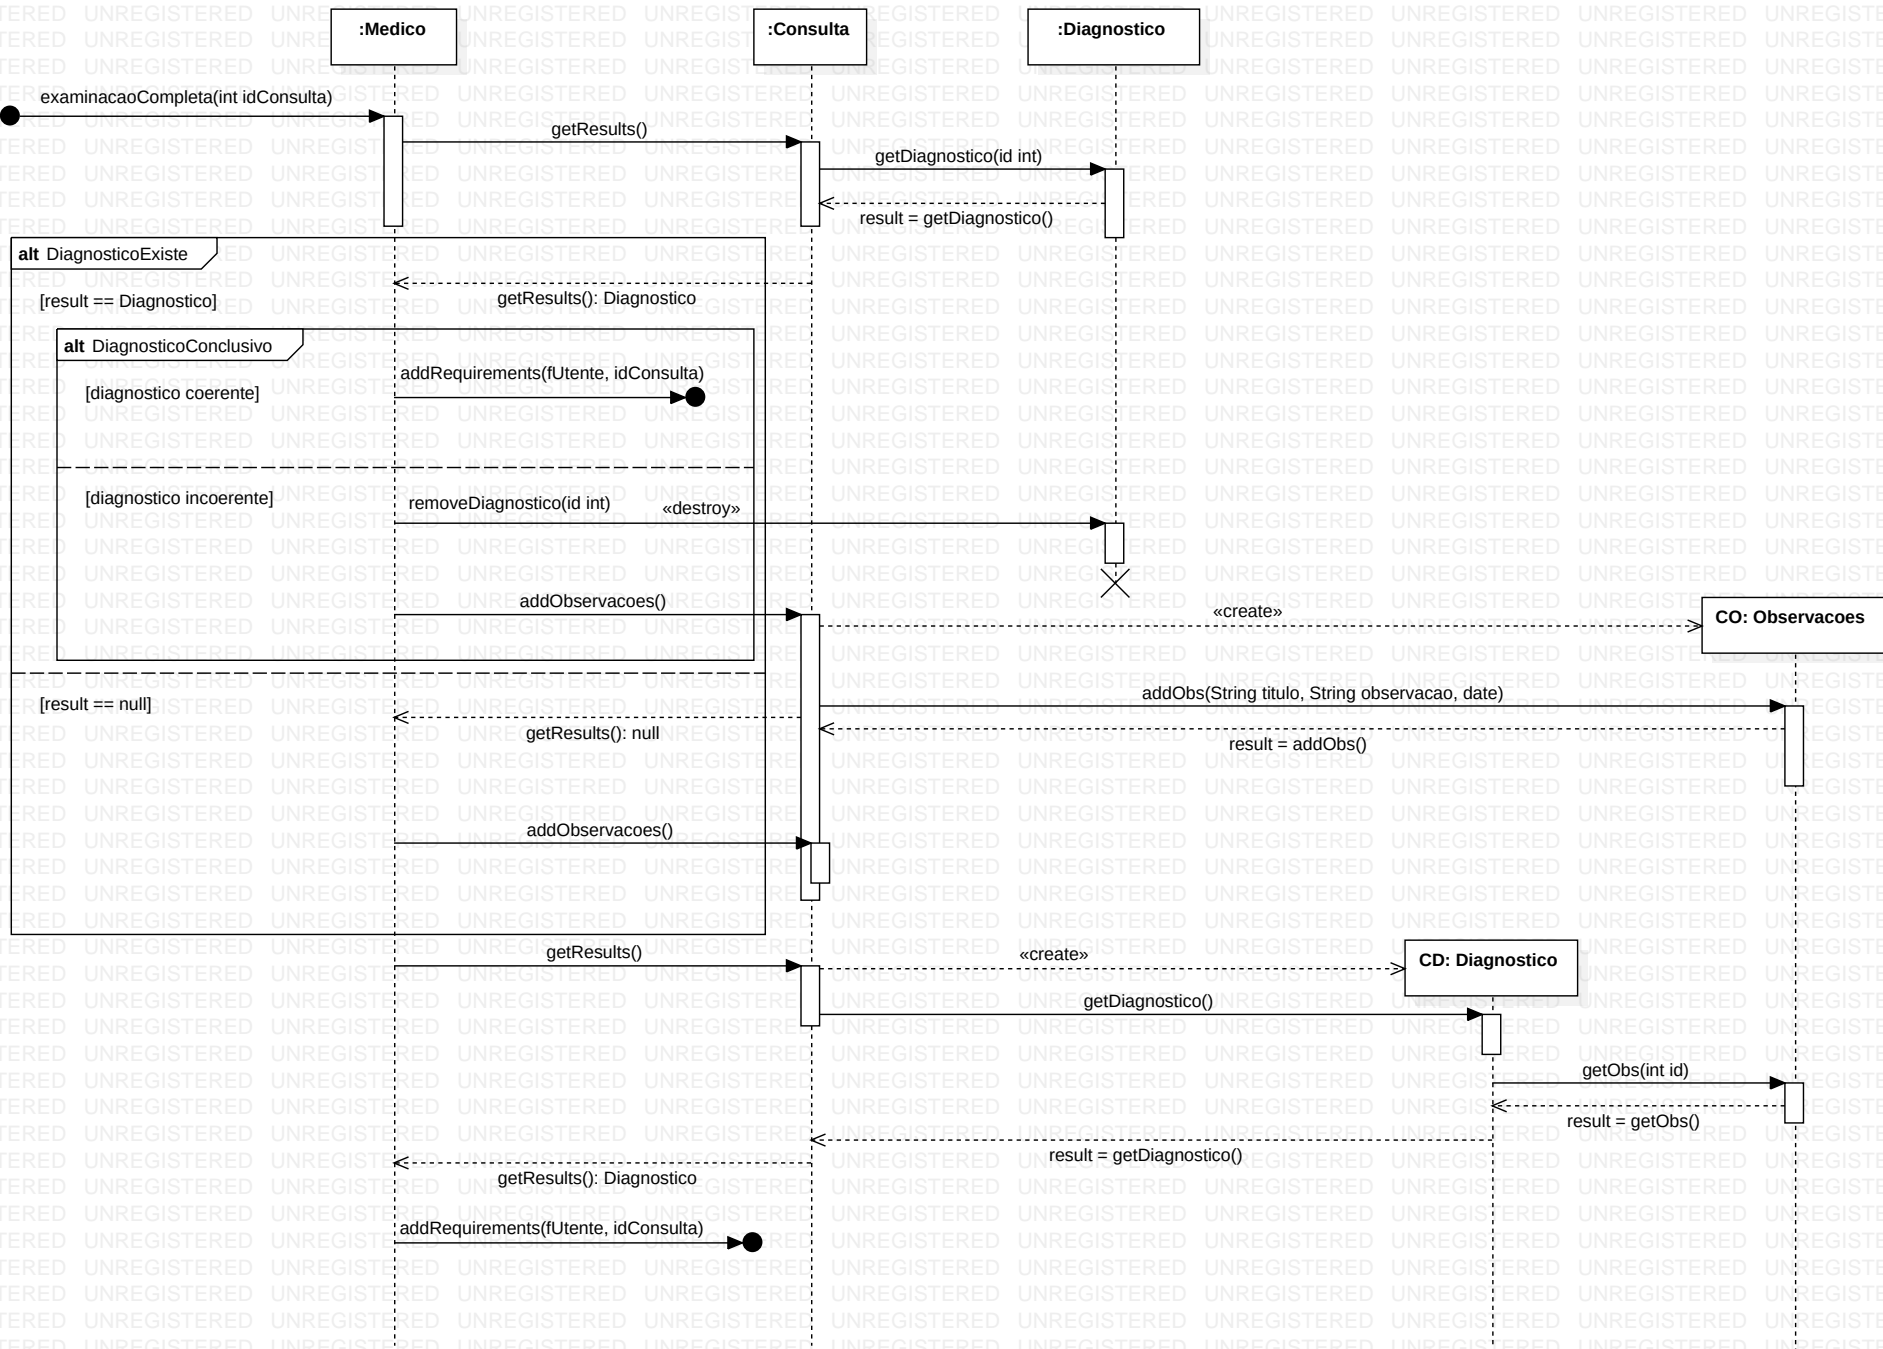 :Medico
:Consulta
:Diagnostico
examinacaoCompleta(int idConsulta)
getResults()
getDiagnostico(id int)
result = getDiagnostico()
alt DiagnosticoExiste
getResults(): Diagnostico
[result == Diagnostico]
alt DiagnosticoConclusivo
addRequirements(fUtente, idConsulta)
[diagnostico coerente]
[diagnostico incoerente]
removeDiagnostico(id int)
«destroy»
addObservacoes()
«create»
CO: Observacoes
[result == null]
addObs(String titulo, String observacao, date)
getResults(): null
result = addObs()
addObservacoes()
getResults()
«create»
CD: Diagnostico
getDiagnostico()
getObs(int id)
result = getObs()
result = getDiagnostico()
getResults(): Diagnostico
addRequirements(fUtente, idConsulta)
UNREGISTERED